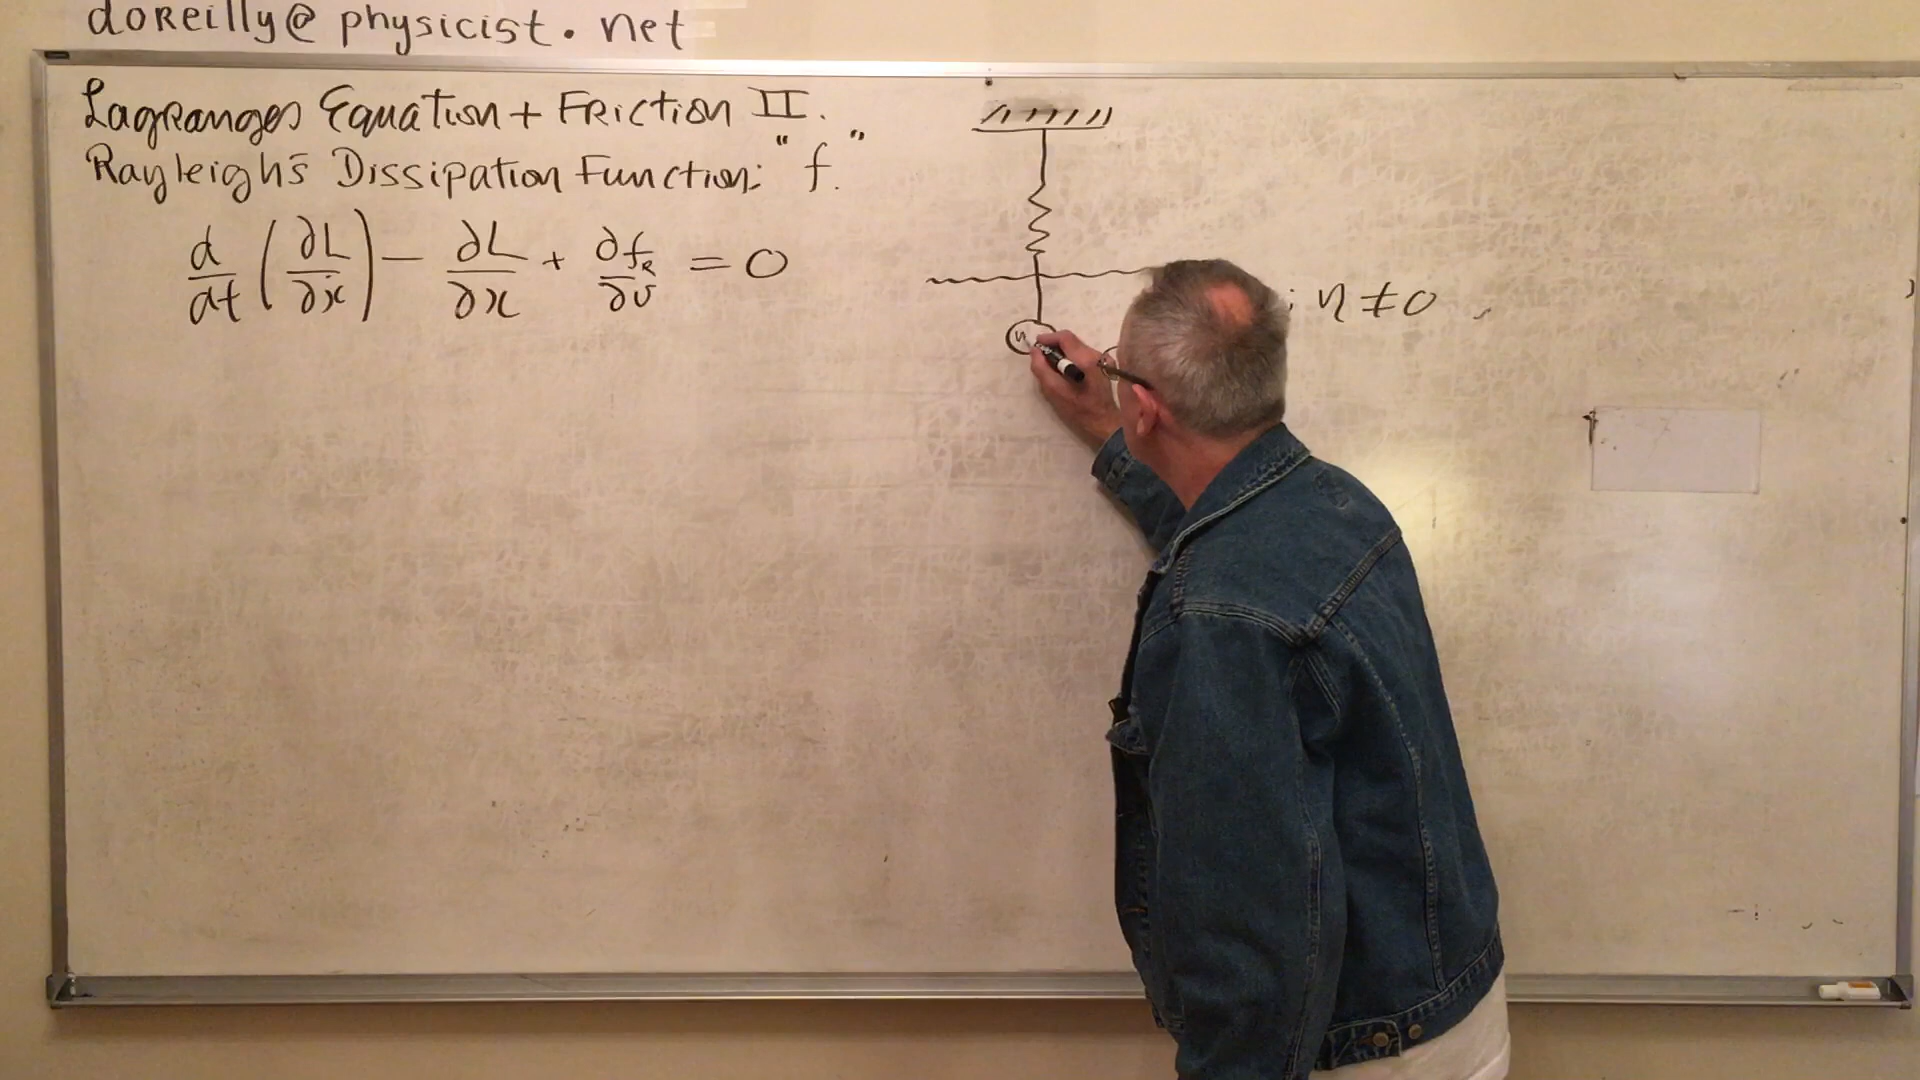 doreilly@physicist.net
Lagranges Equation + Friction II.
Rayleigh's Dissipation Function: "f."
d/dt (∂L/∂ẋ) − ∂L/∂x + ∂f_R/∂v = 0
; η ≠ 0